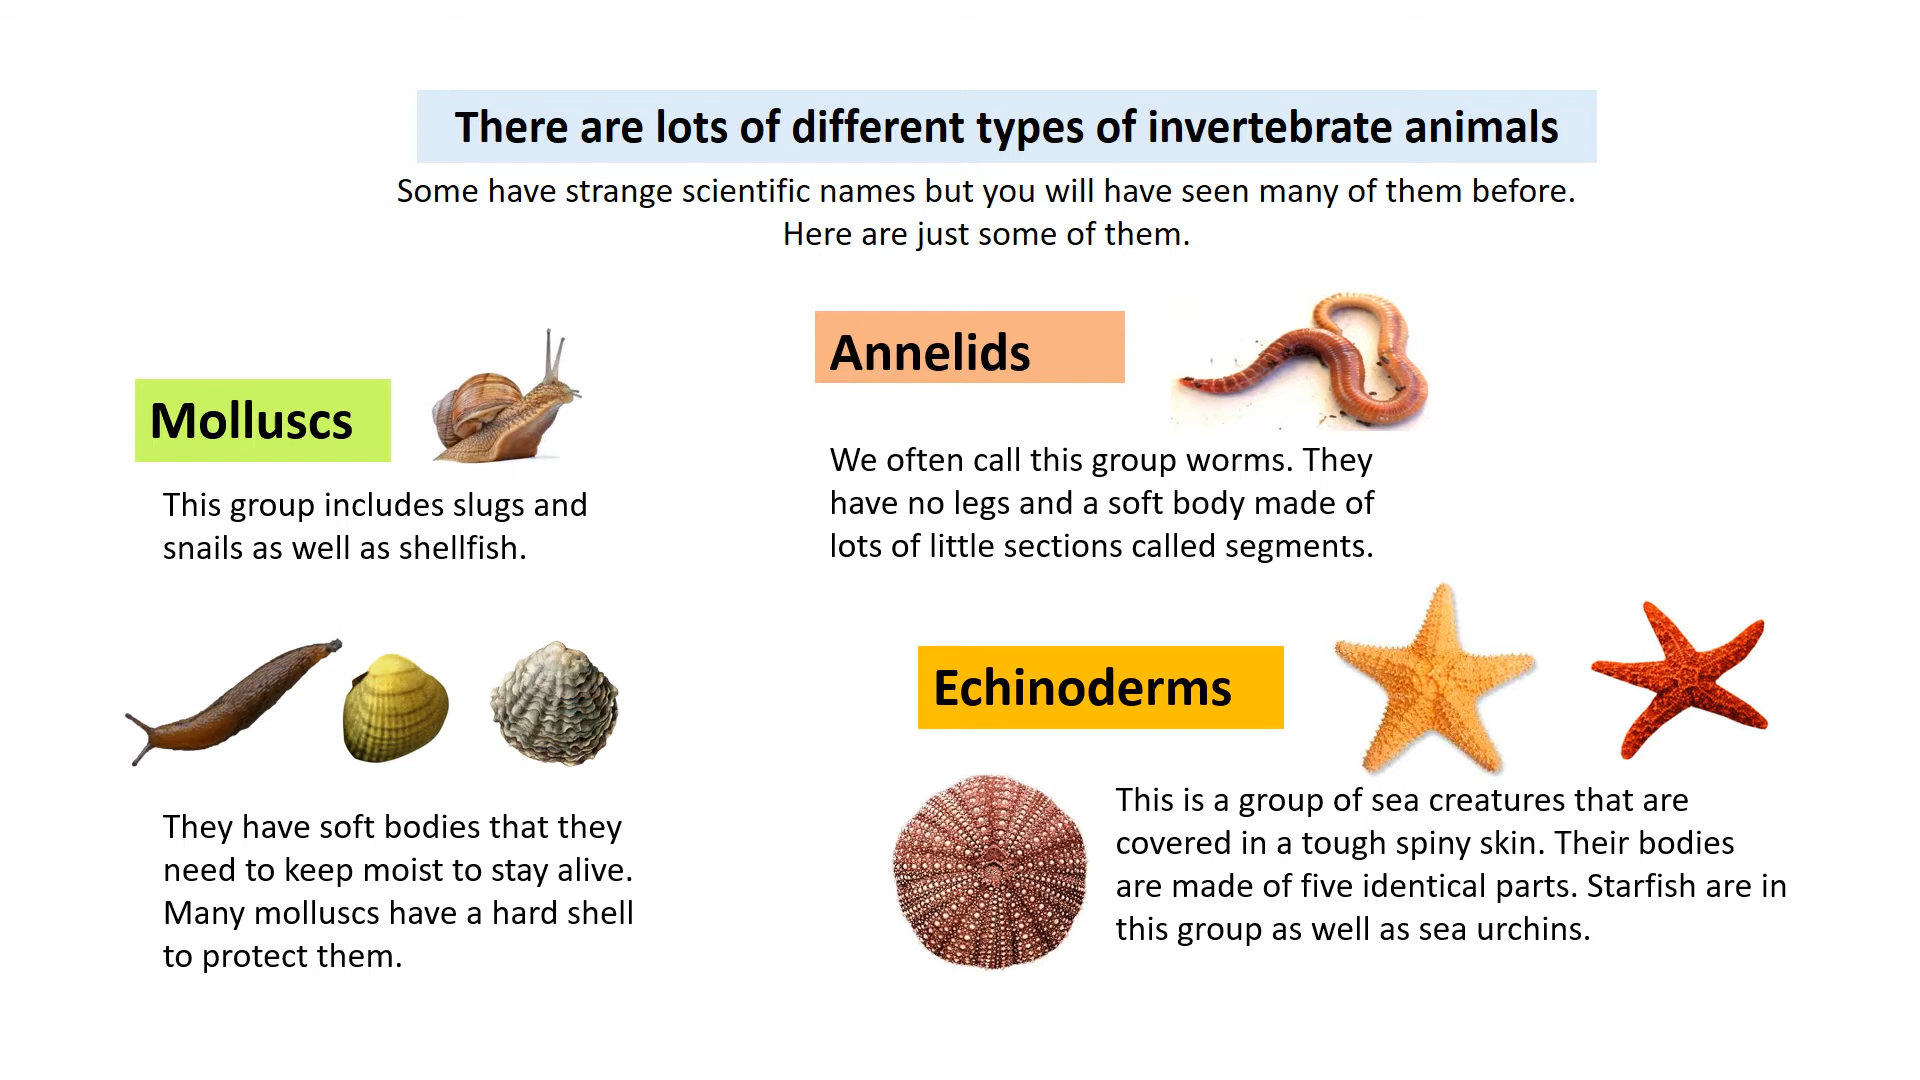 There are lots of different types of invertebrate animals
Some have strange scientific names but you will have seen many of them before.
Here are just some of them.
Molluscs
This group includes slugs and
snails as well as shellfish.
They have soft bodies that they
need to keep moist to stay alive.
Many molluscs have a hard shell
to protect them.
Annelids
We often call this group worms. They
have no legs and a soft body made of
lots of little sections called segments.
Echinoderms
This is a group of sea creatures that are
covered in a tough spiny skin. Their bodies
are made of five identical parts. Starfish are in
this group as well as sea urchins.